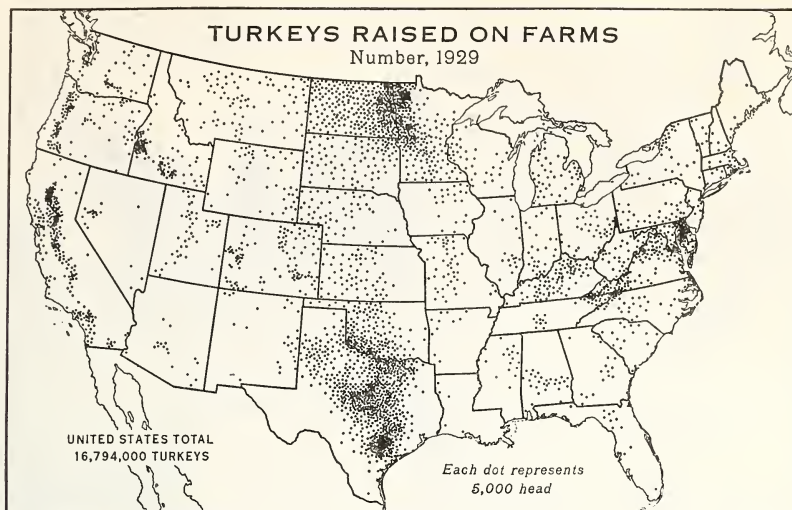 TURKEYS RAISED ON FARMS
Number, 1929
UNITED STATES TOTAL
16,794,000 TURKEYS
Each dot represents
5,000 head